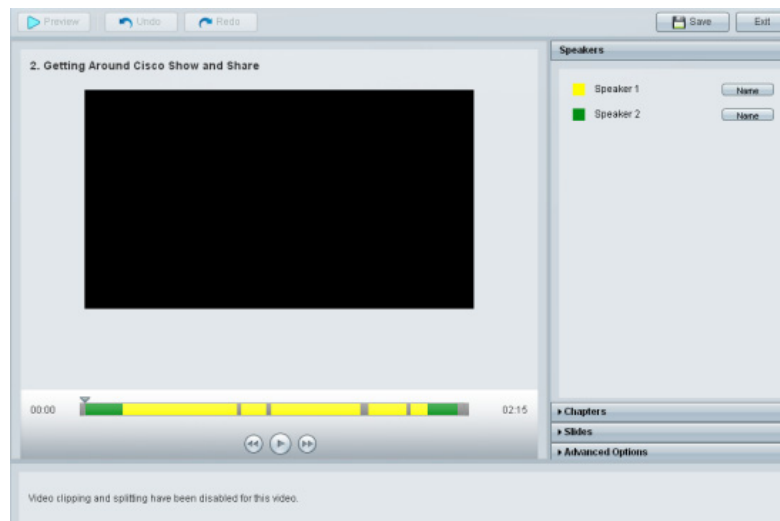 Preview Undo Redo Save Exit
2. Getting Around Cisco Show and Share
Speakers
Speaker 1 Name
Speaker 2 Name
00:00 02:15
Chapters
Slides
Advanced Options
Video clipping and splitting have been disabled for this video.